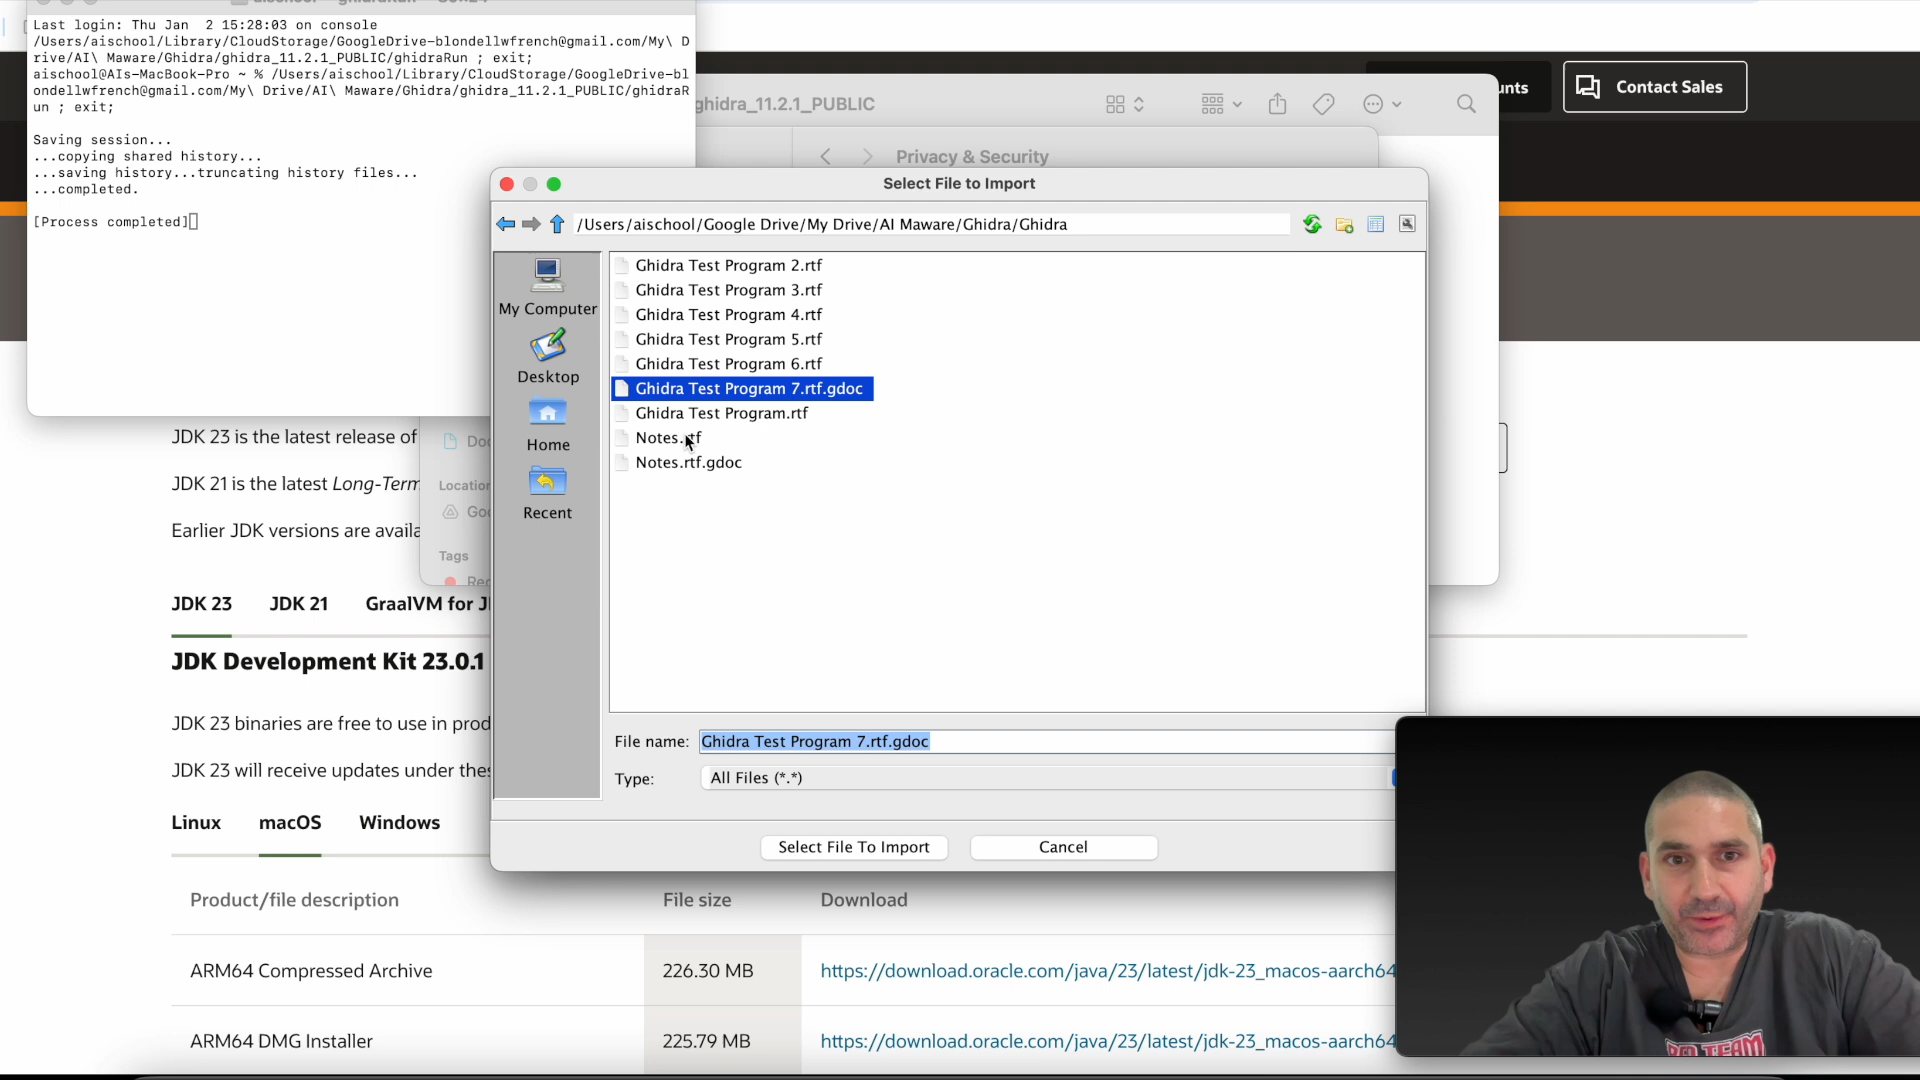 Last login: Thu Jan  2 15:28:03 on console
/Users/aischool/Library/CloudStorage/GoogleDrive-blondellwfrench@gmail.com/My\ D
rive/AI\ Maware/Ghidra/ghidra_11.2.1_PUBLIC/ghidraRun ; exit;
aischool@AIs-MacBook-Pro ~ % /Users/aischool/Library/CloudStorage/GoogleDrive-bl
ondellwfrench@gmail.com/My\ Drive/AI\ Maware/Ghidra/ghidra_11.2.1_PUBLIC/ghidraR
un ; exit;
Saving session...
...copying shared history...
...saving history...truncating history files...
...completed.
[Process completed]
ghidra_11.2.1_PUBLIC
Contact Sales
Privacy & Security
Select File to Import
/Users/aischool/Google Drive/My Drive/AI Maware/Ghidra/Ghidra
My Computer
Desktop
Home
Recent
Ghidra Test Program 2.rtf
Ghidra Test Program 3.rtf
Ghidra Test Program 4.rtf
Ghidra Test Program 5.rtf
Ghidra Test Program 6.rtf
Ghidra Test Program 7.rtf.gdoc
Ghidra Test Program.rtf
Notes.rtf
Notes.rtf.gdoc
File name: Ghidra Test Program 7.rtf.gdoc
Type: All Files (*.*)
Select File To Import
Cancel
JDK 23 is the latest release of
JDK 21 is the latest Long-Term
Earlier JDK versions are availa
Location
Tags
JDK 23
JDK 21
GraalVM for J
JDK Development Kit 23.0.1
JDK 23 binaries are free to use in prod
JDK 23 will receive updates under thes
Linux
macOS
Windows
Product/file description
File size
Download
ARM64 Compressed Archive
226.30 MB
https://download.oracle.com/java/23/latest/jdk-23_macos-aarch64
ARM64 DMG Installer
225.79 MB
https://download.oracle.com/java/23/latest/jdk-23_macos-aarch64
TEAM